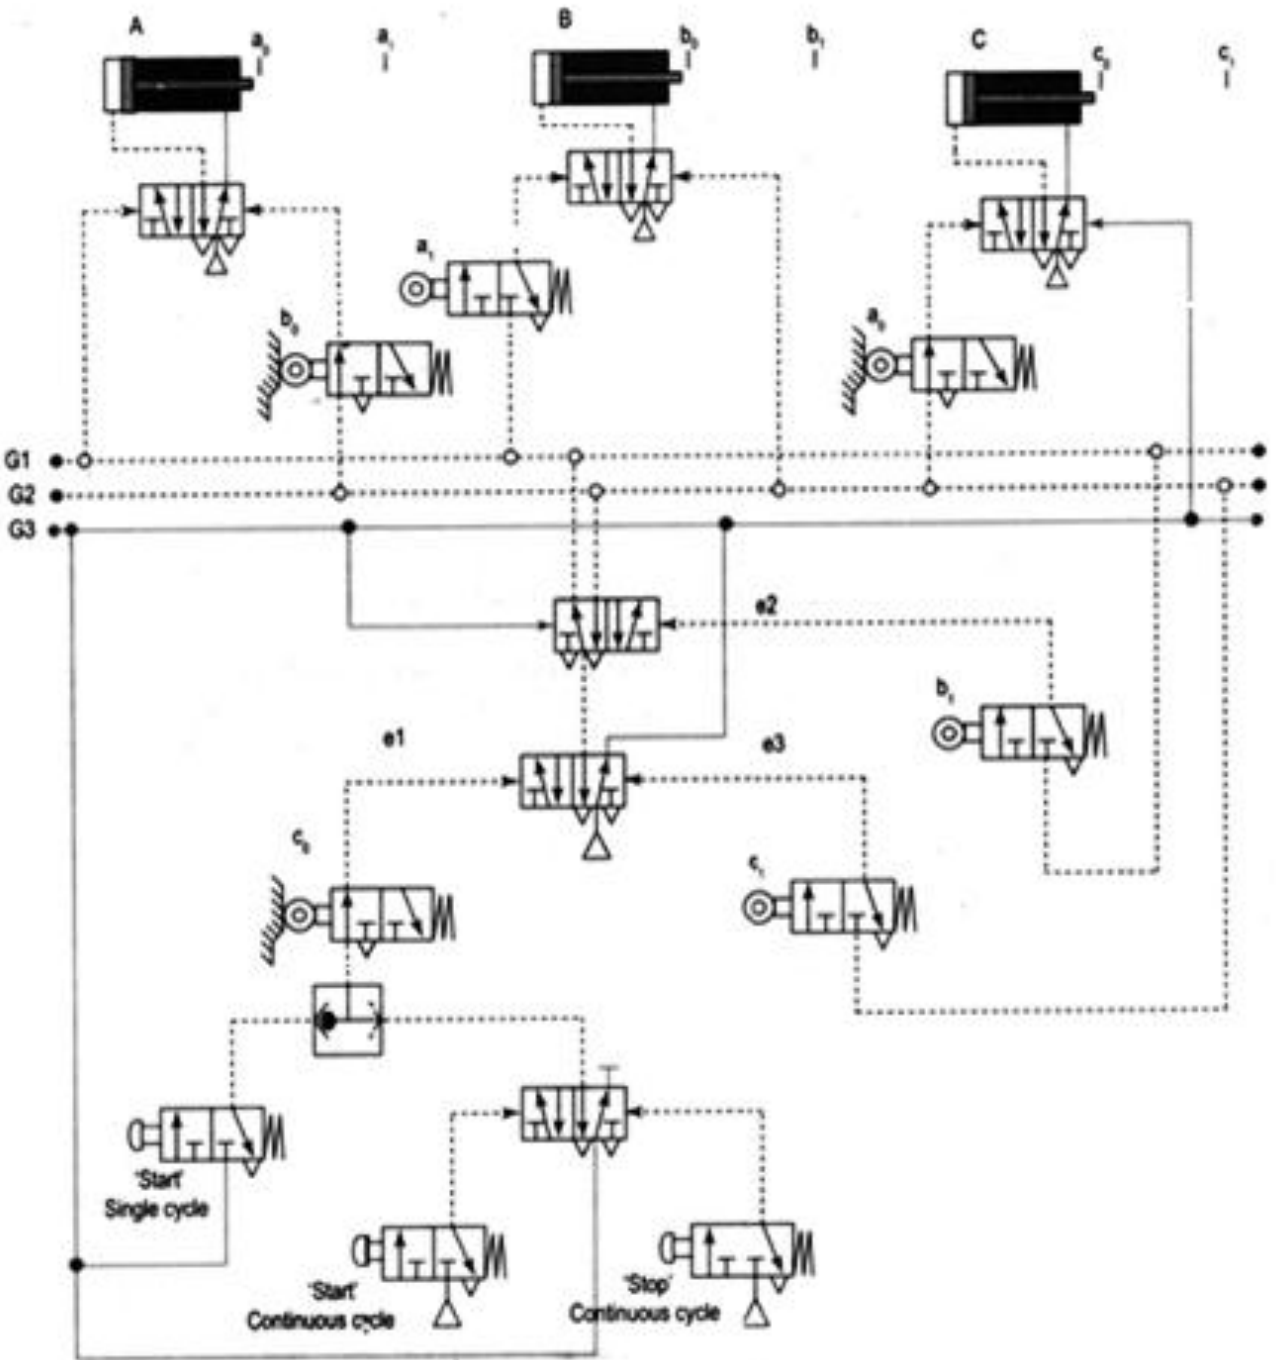 A
a₀
a₁
B
b₀
b₁
C
c₀
c₁
a₁
b₀
a₀
G1
G2
G3
e2
b₁
e1
e3
c₀
c₁
'Start'
Single cycle
'Start'
Continuous cycle
'Stop'
Continuous cycle